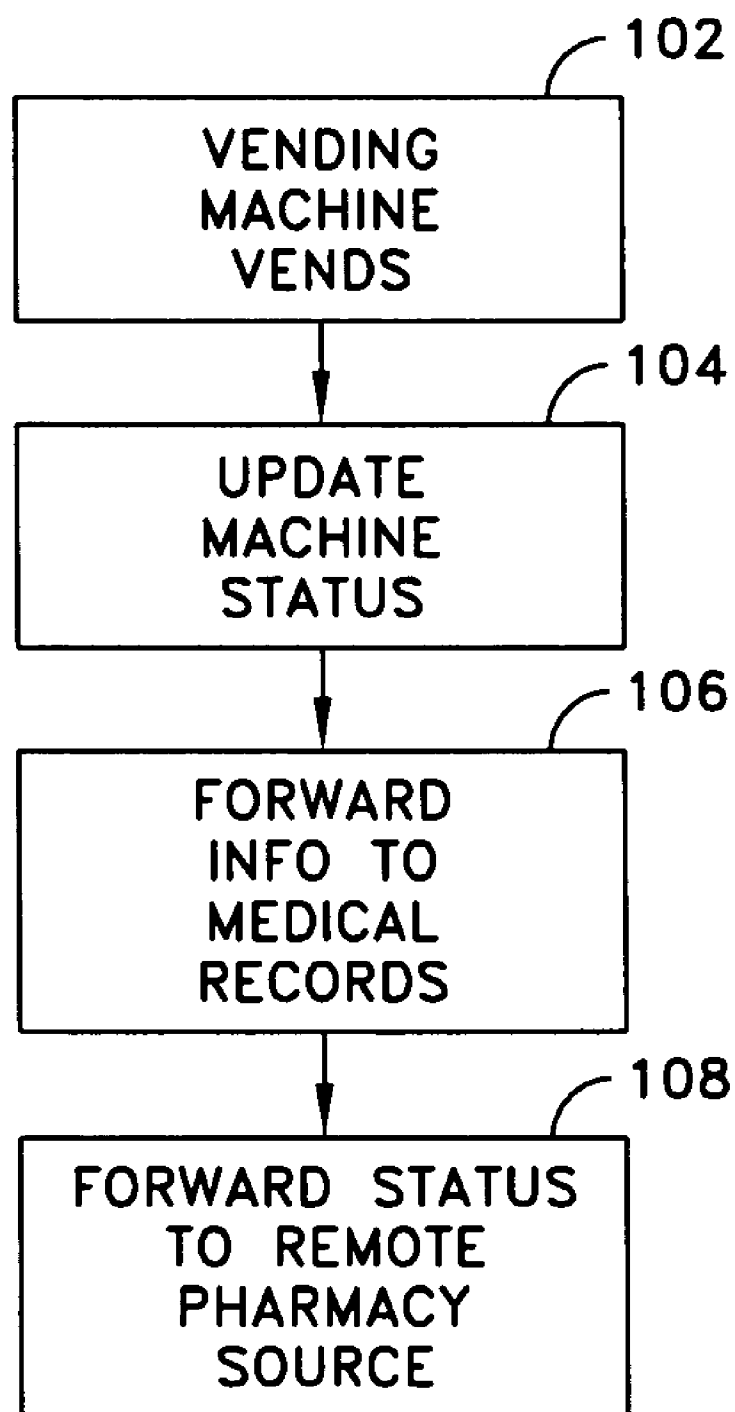 102
VENDING
MACHINE
VENDS
104
UPDATE
MACHINE
STATUS
106
FORWARD
INFO TO
MEDICAL
RECORDS
108
FORWARD STATUS
TO REMOTE
PHARMACY
SOURCE